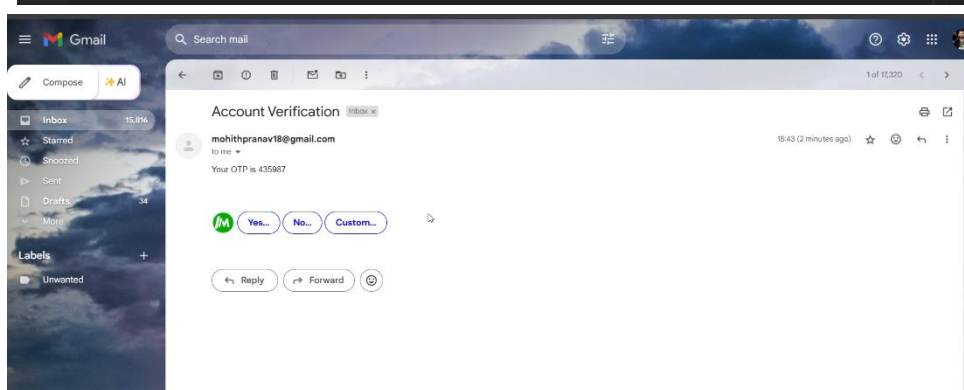 Gmail
Search mail
Compose
AI
1 of 17,320
Inbox 15,816
Starred
Snoozed
Sent
Drafts 34
More
Labels +
Unwanted
Account Verification Inbox x
mohithpranav18@gmail.com
18:43 (2 minutes ago)
to me
Your OTP is 435987
Yes... No... Custom...
Reply Forward